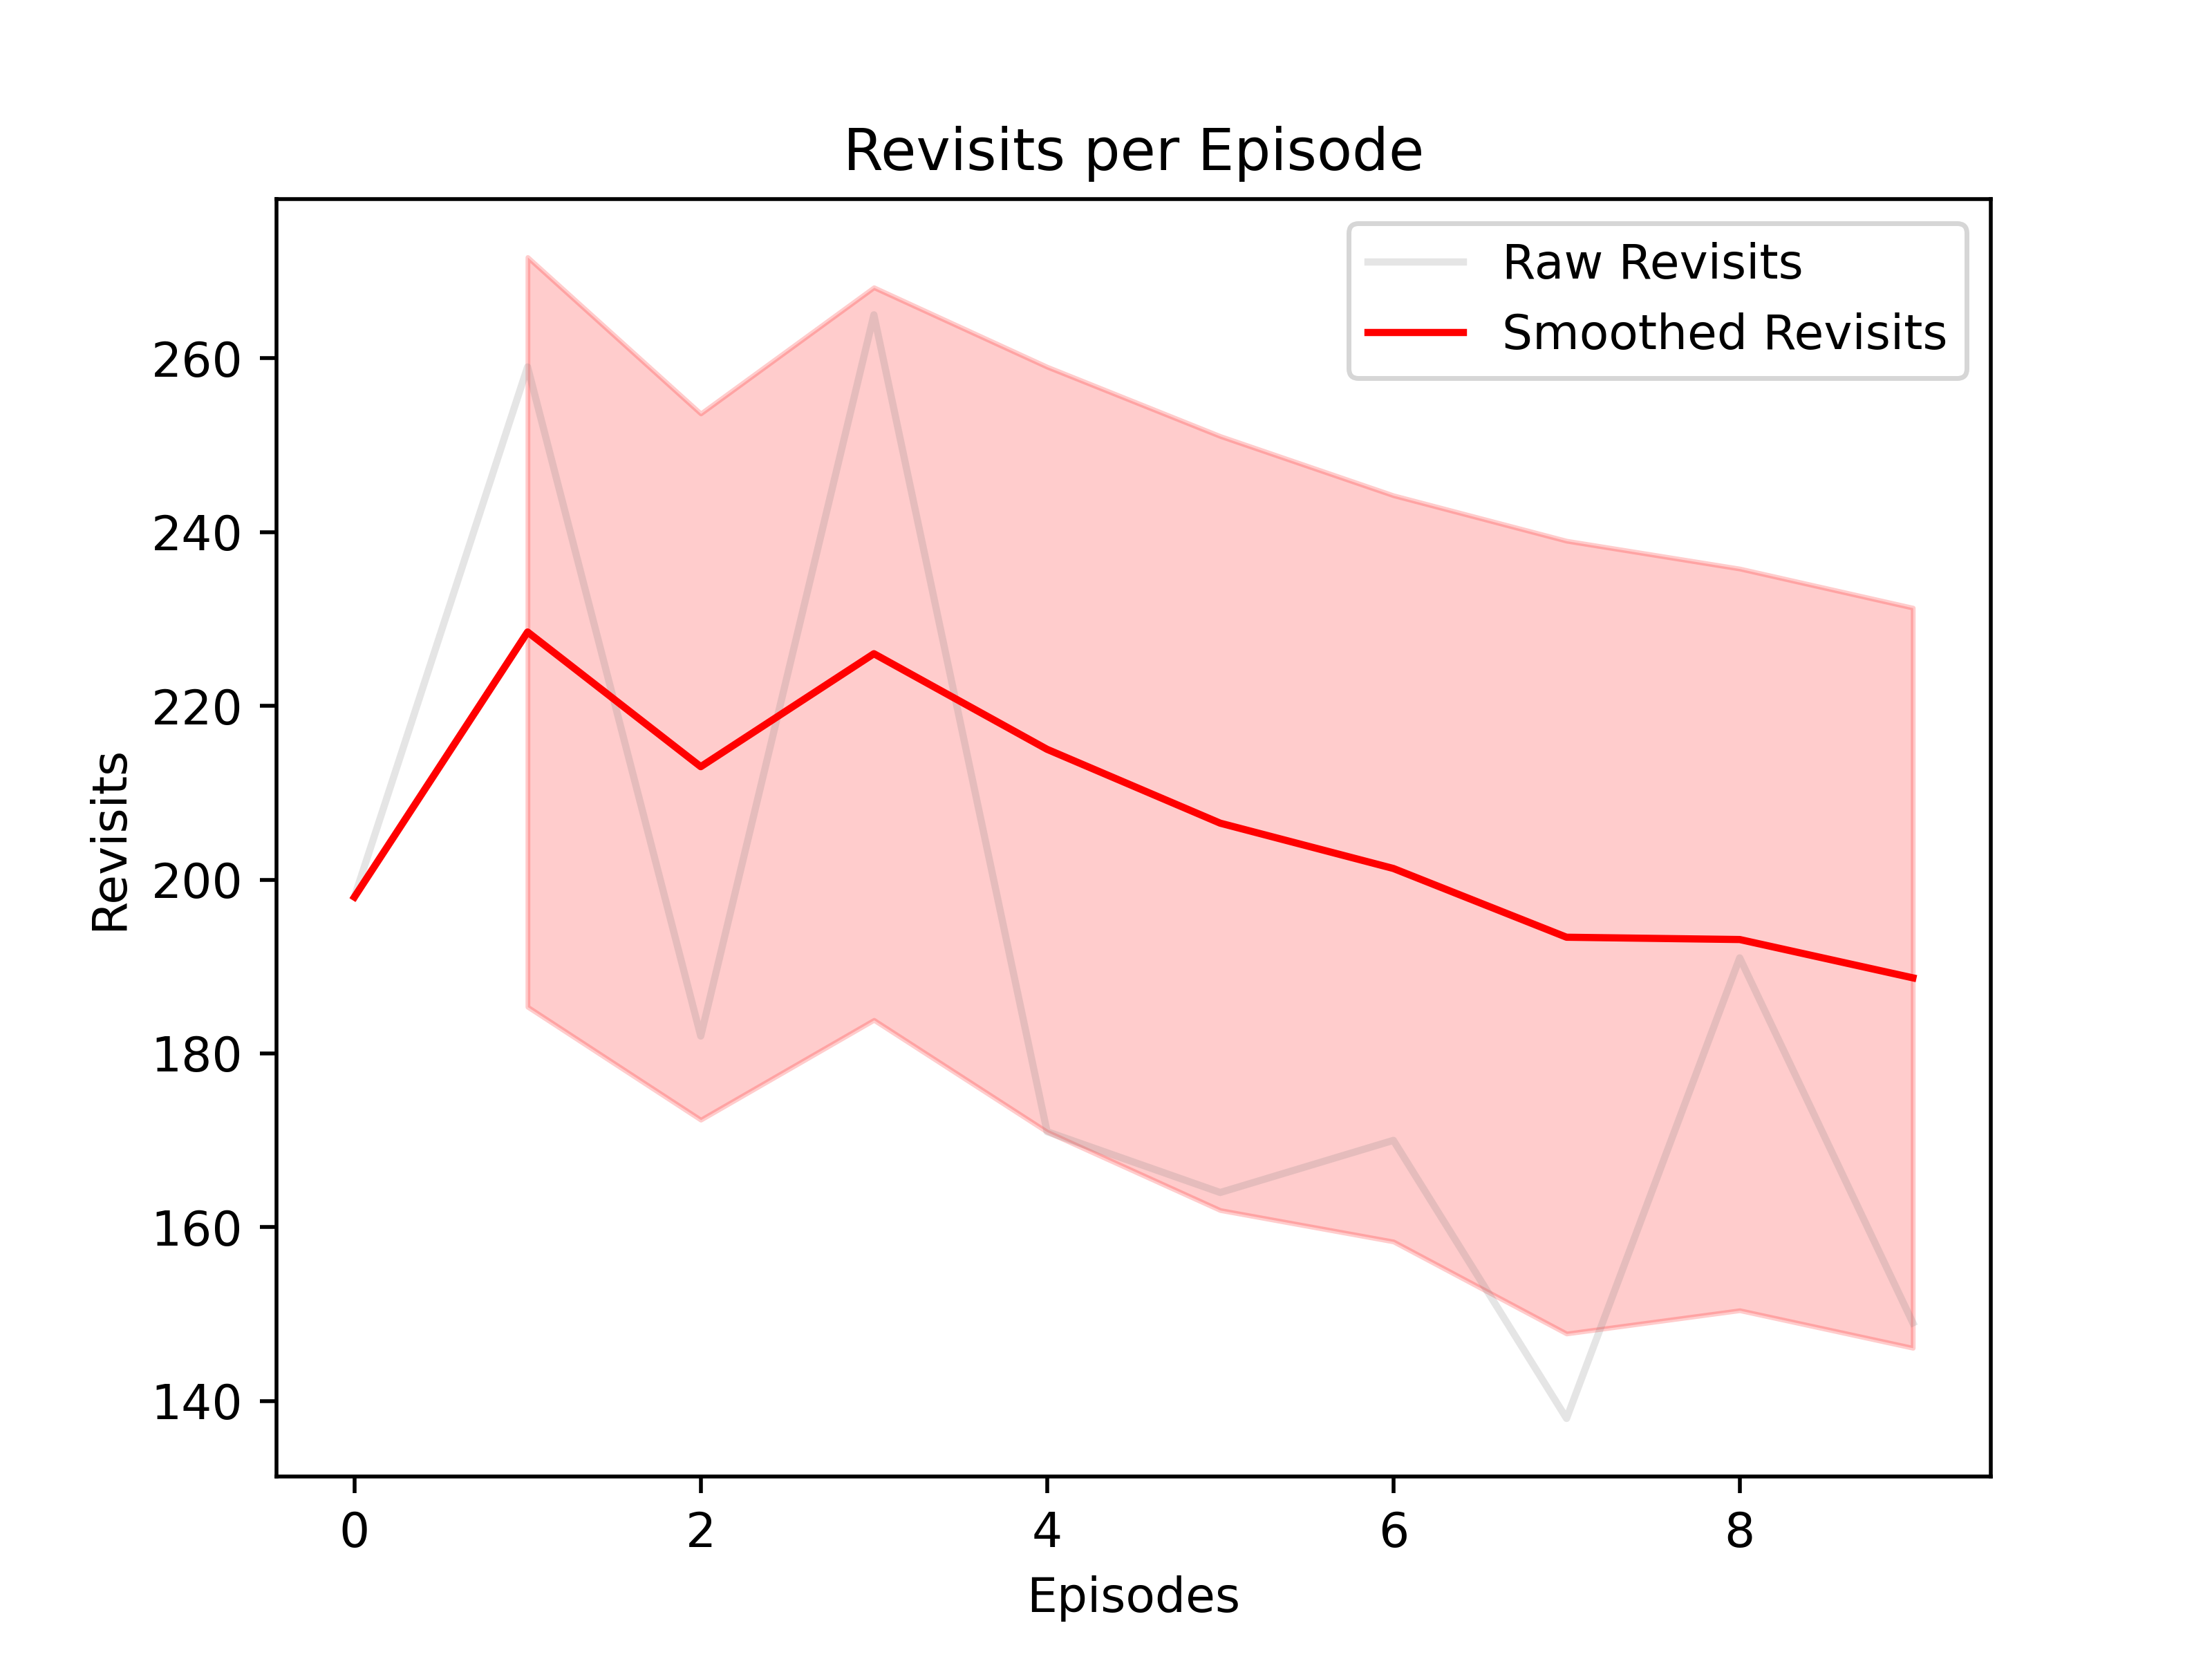 Revisits per Episode
Raw Revisits
Smoothed Revisits
260
240
220
200
180
160
140
Revisits
0 2 4 6 8
Episodes